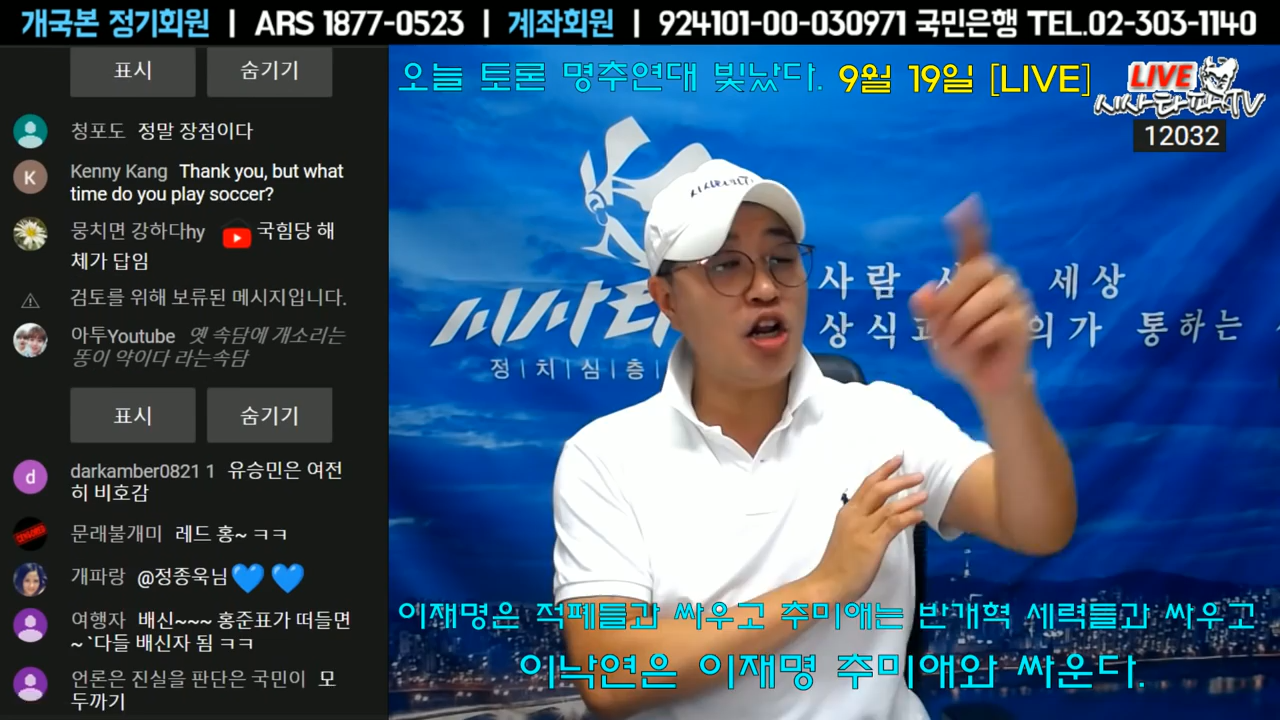 개국본 정기회원 | ARS 1877-0523 | 계좌회원 | 924101-00-030971 국민은행 TEL.02-303-1140
표시 숨기기
청포도 정말 장점이다
Kenny Kang Thank you, but what
time do you play soccer?
뭉치면 강하다hy 국힘당 해
체가 답임
검토를 위해 보류된 메시지입니다.
아투Youtube 옛 속담에 개소리는
똥이 약이다 라는속담
표시 숨기기
darkamber0821 1 유승민은 여전
히 비호감
문래불개미 레드 홍~ ㅋㅋ
개파랑 @정종욱님
여행자 배신~~~ 홍준표가 떠들면
~ `다들 배신자 됨 ㅋㅋ
언론은 진실을 판단은 국민이 모
두까기
오늘 토론 명추연대 빛났다. 9월 19일 [LIVE]
LIVE
시사타파TV
12032
시사타
정|치|심|층|
사람 세상
상식과 의가 통하는
이재명은 적폐들과 싸우고 추미애는 반개혁 세력들과 싸우고
이낙연은 이재명 추미애와 싸운다.